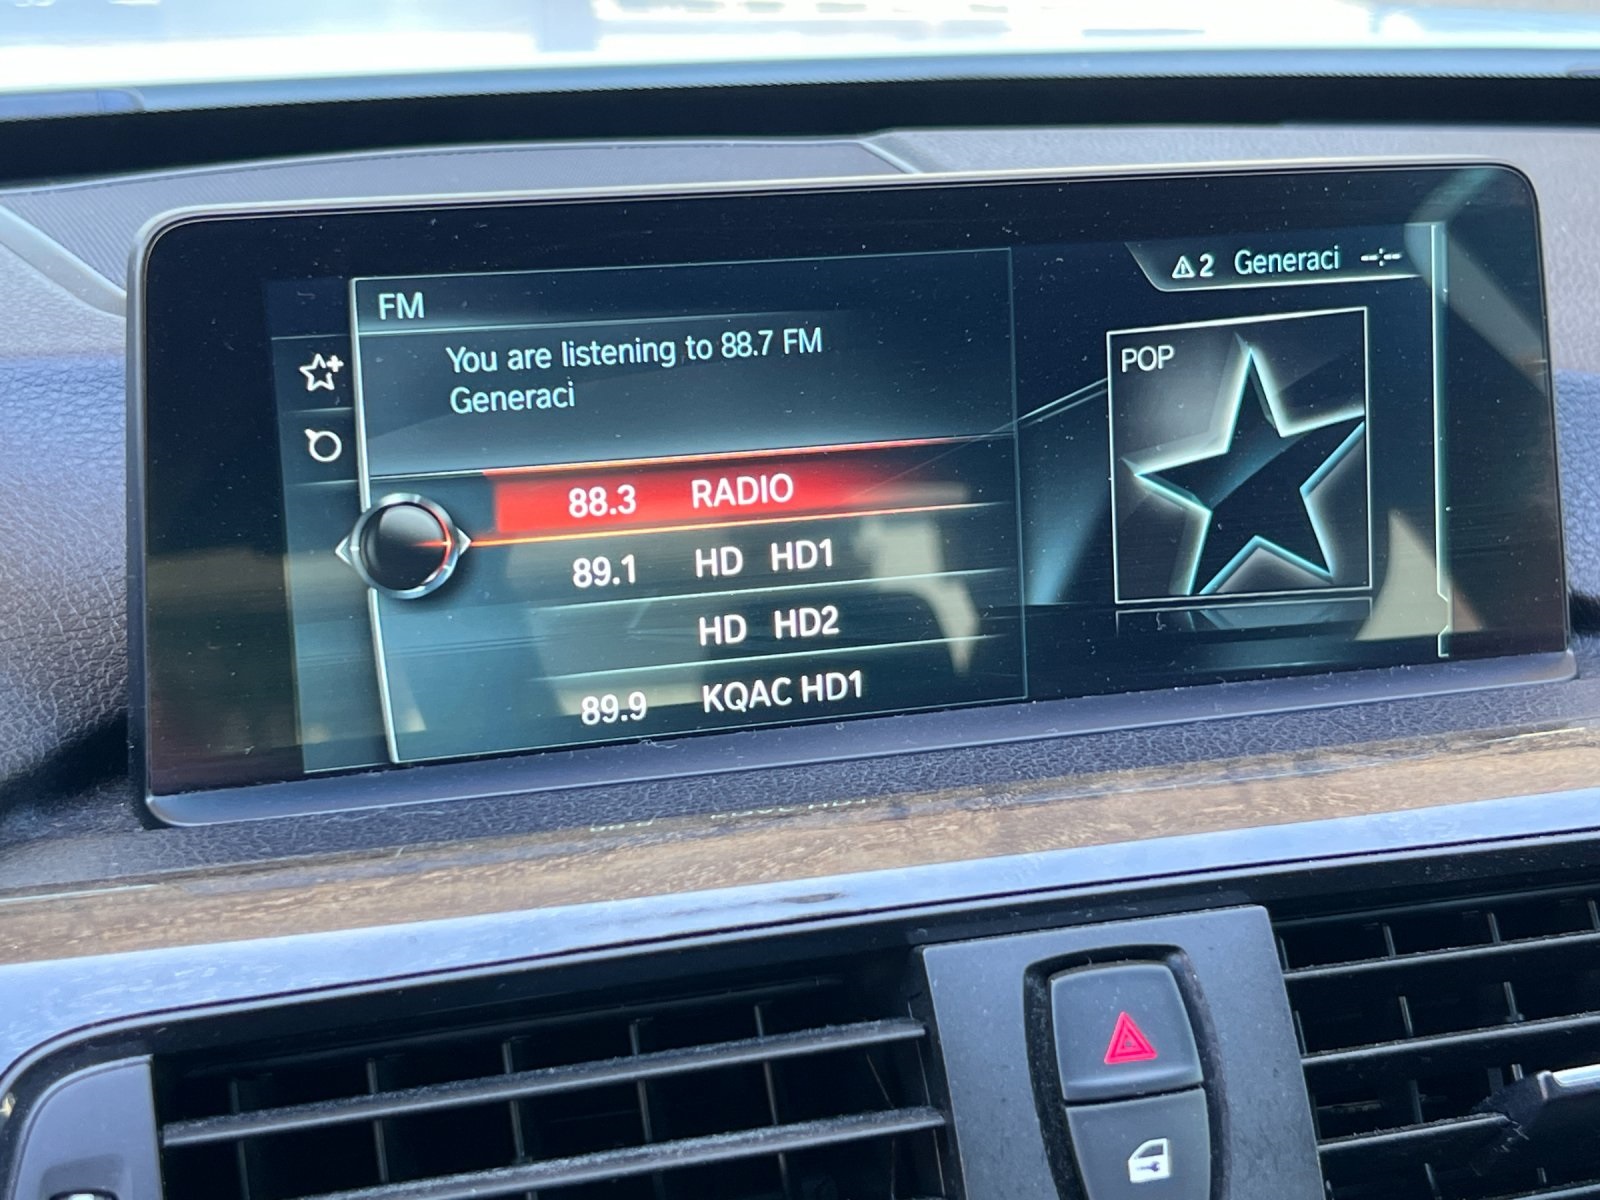 2 Generaci --:--
FM
You are listening to 88.7 FM
Generaci
POP
88.3 RADIO
89.1 HD HD1
HD HD2
89.9 KQAC HD1